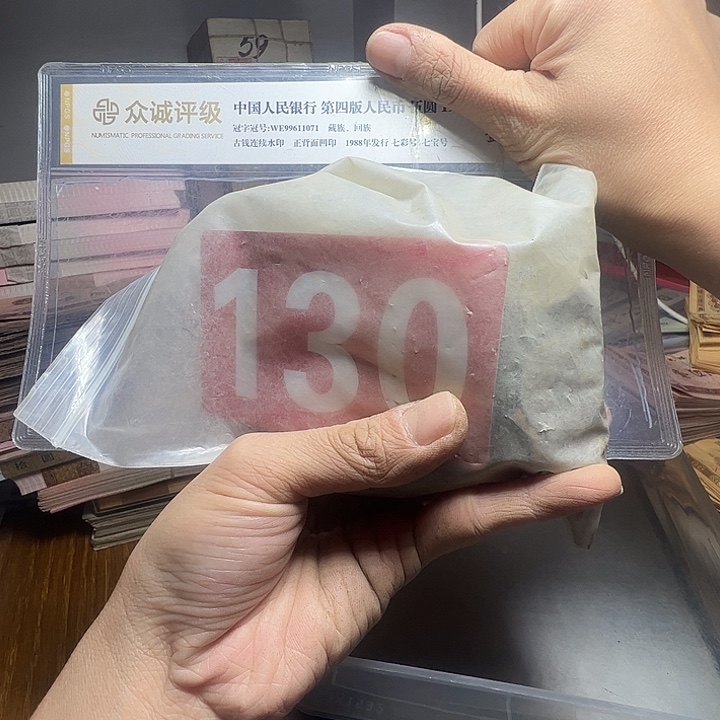 59
众诚评级
NUMISMATIC PROFESSIONAL GRADING SERVICE
中国人民银行 第四版人民币 伍圆
冠字冠号:WE99611071 藏族、回族
古钱连续水印 正背面凹印 1988年发行 七彩号 七宝号
130